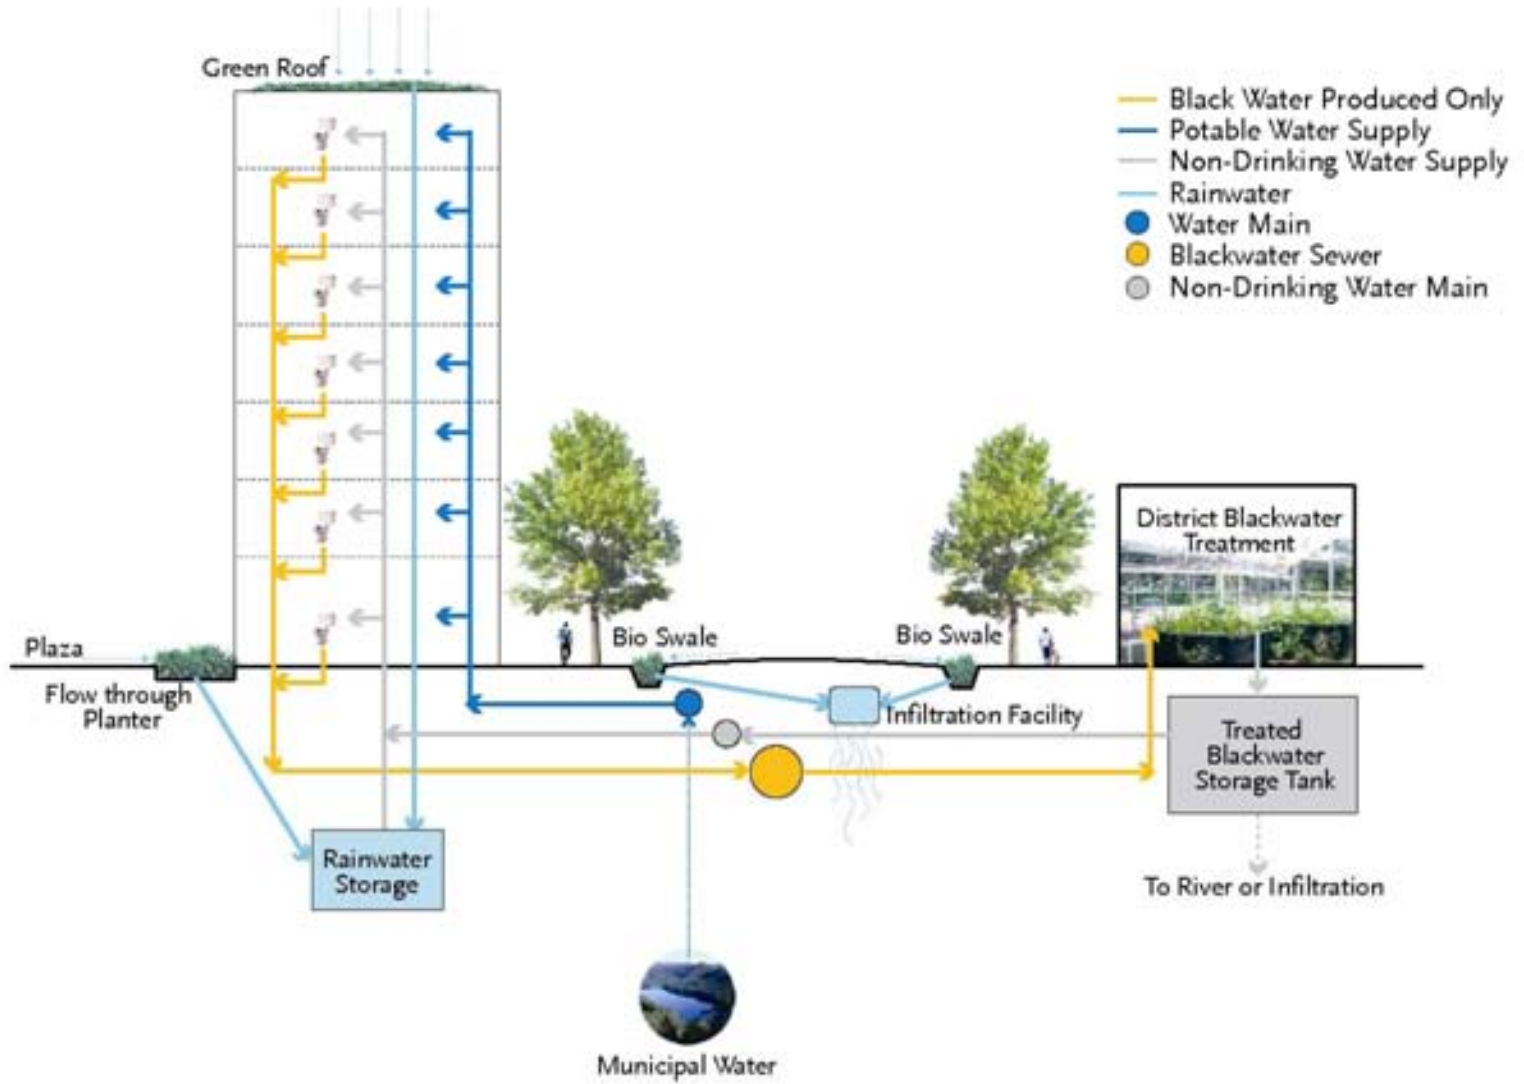 Green Roof
Black Water Produced Only
Potable Water Supply
Non-Drinking Water Supply
Rainwater
Water Main
Blackwater Sewer
Non-Drinking Water Main
District Blackwater
Treatment
Plaza
Bio Swale
Bio Swale
Flow through
Planter
Infiltration Facility
Treated
Blackwater
Storage Tank
Rainwater
Storage
To River or Infiltration
Municipal Water